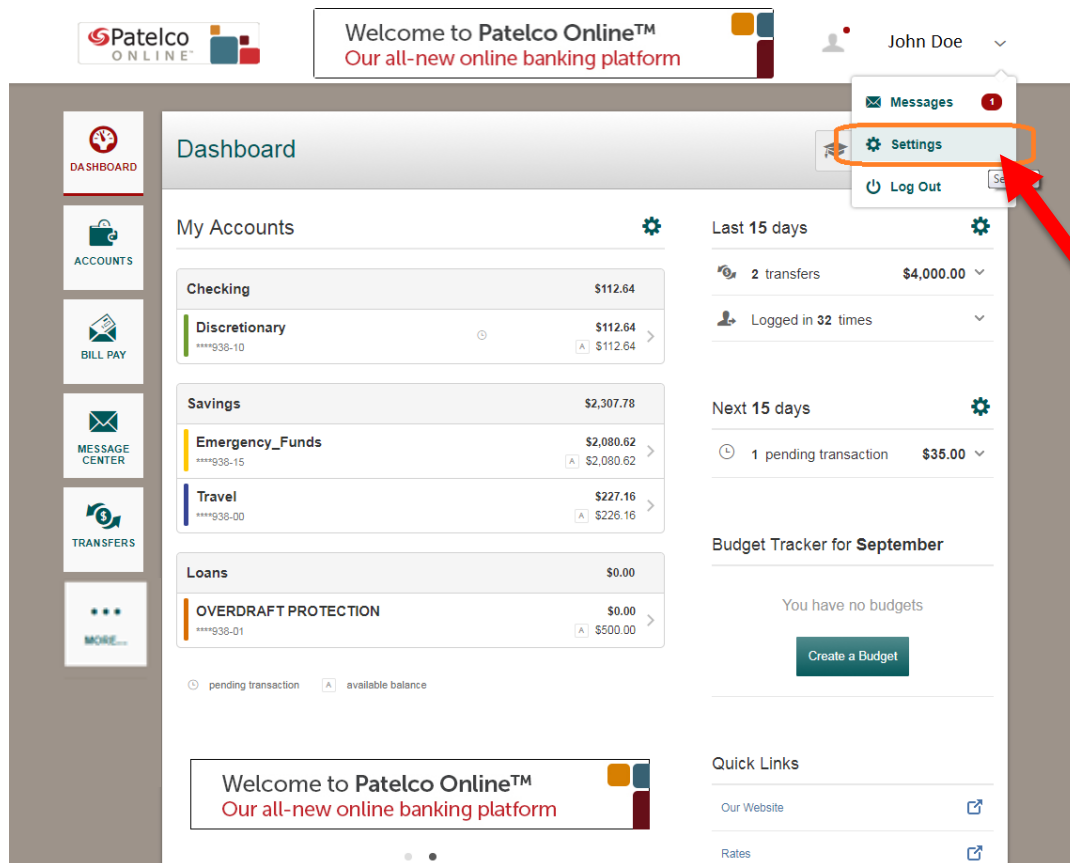 Patelco
ONLINE™
Welcome to Patelco Online™
Our all-new online banking platform
John Doe
Messages 1
Settings
Log Out
DASHBOARD
ACCOUNTS
BILL PAY
MESSAGE
CENTER
TRANSFERS
MORE...
Dashboard
My Accounts
Checking $112.64
Discretionary $112.64
****938-10 A $112.64
Savings $2,307.78
Emergency_Funds $2,080.62
****938-15 A $2,080.62
Travel $227.16
****938-00 A $226.16
Loans $0.00
OVERDRAFT PROTECTION $0.00
****938-01 A $500.00
pending transaction A available balance
Welcome to Patelco Online™
Our all-new online banking platform
Last 15 days
2 transfers $4,000.00
Logged in 32 times
Next 15 days
1 pending transaction $35.00
Budget Tracker for September
You have no budgets
Create a Budget
Quick Links
Our Website
Rates